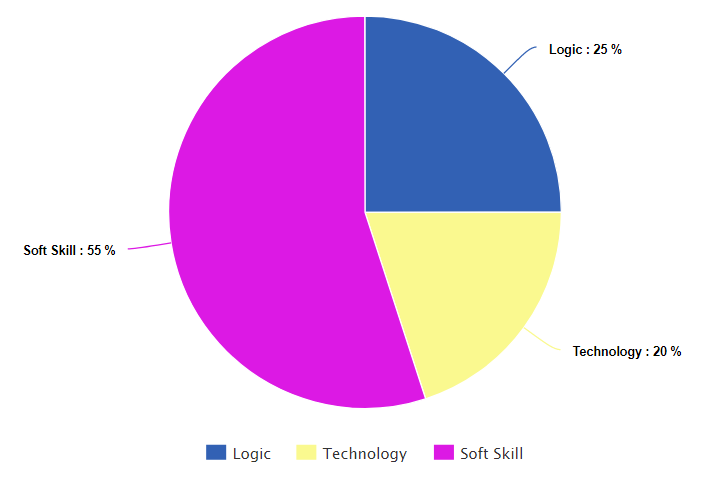 Logic : 25 %
Soft Skill : 55 %
Technology : 20 %
Logic
Technology
Soft Skill